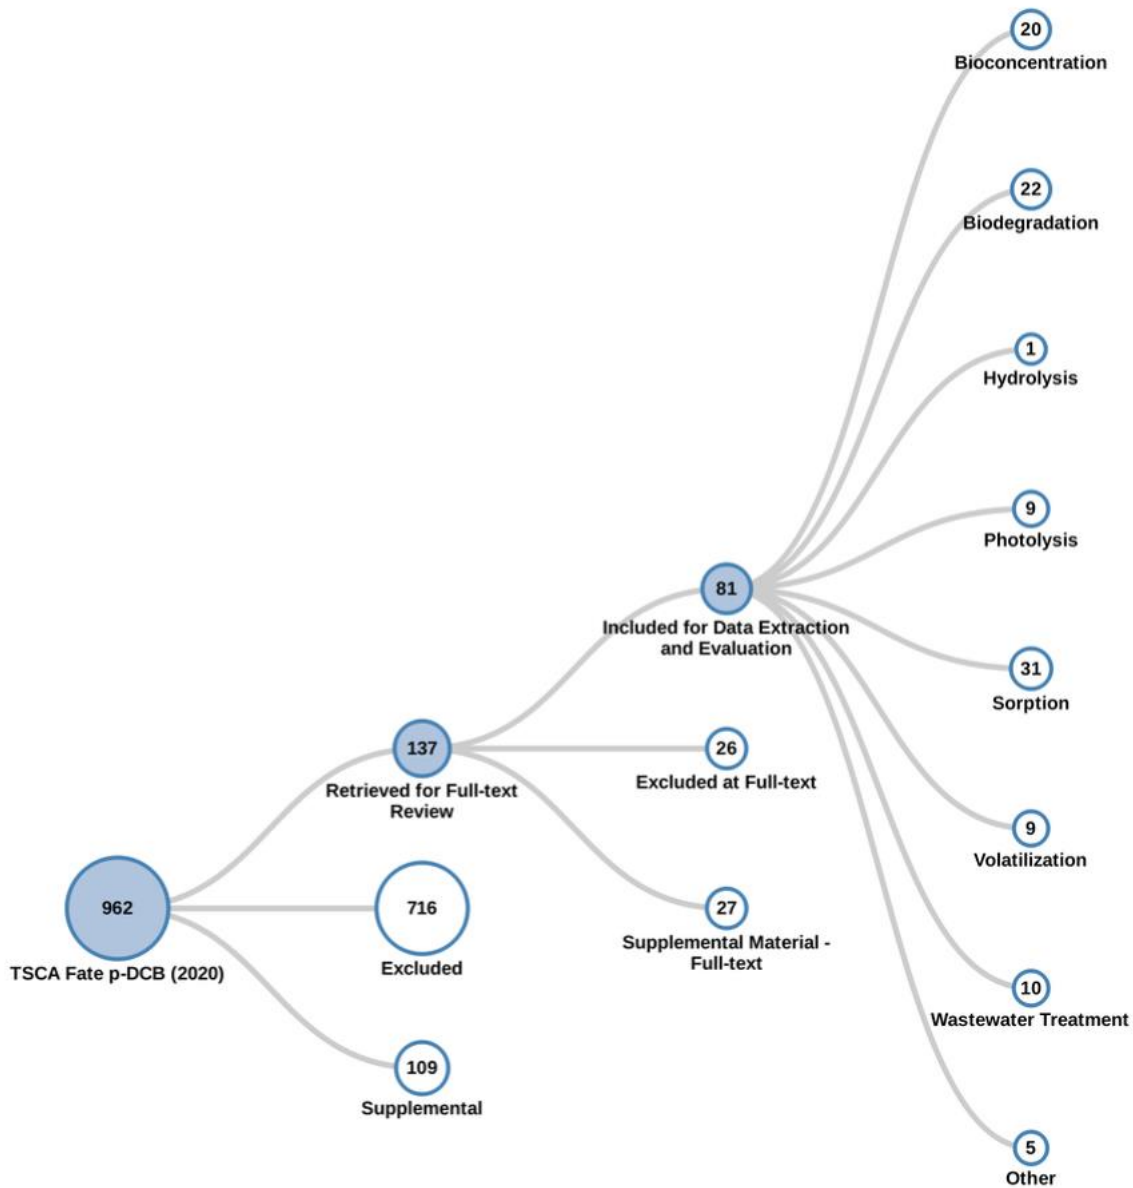 20
Bioconcentration
22
Biodegradation
1
Hydrolysis
9
Photolysis
81
Included for Data Extraction
and Evaluation
31
Sorption
137
Retrieved for Full-text
Review
26
Excluded at Full-text
9
Volatilization
962
TSCA Fate p-DCB (2020)
716
Excluded
27
Supplemental Material -
Full-text
10
Wastewater Treatment
109
Supplemental
5
Other